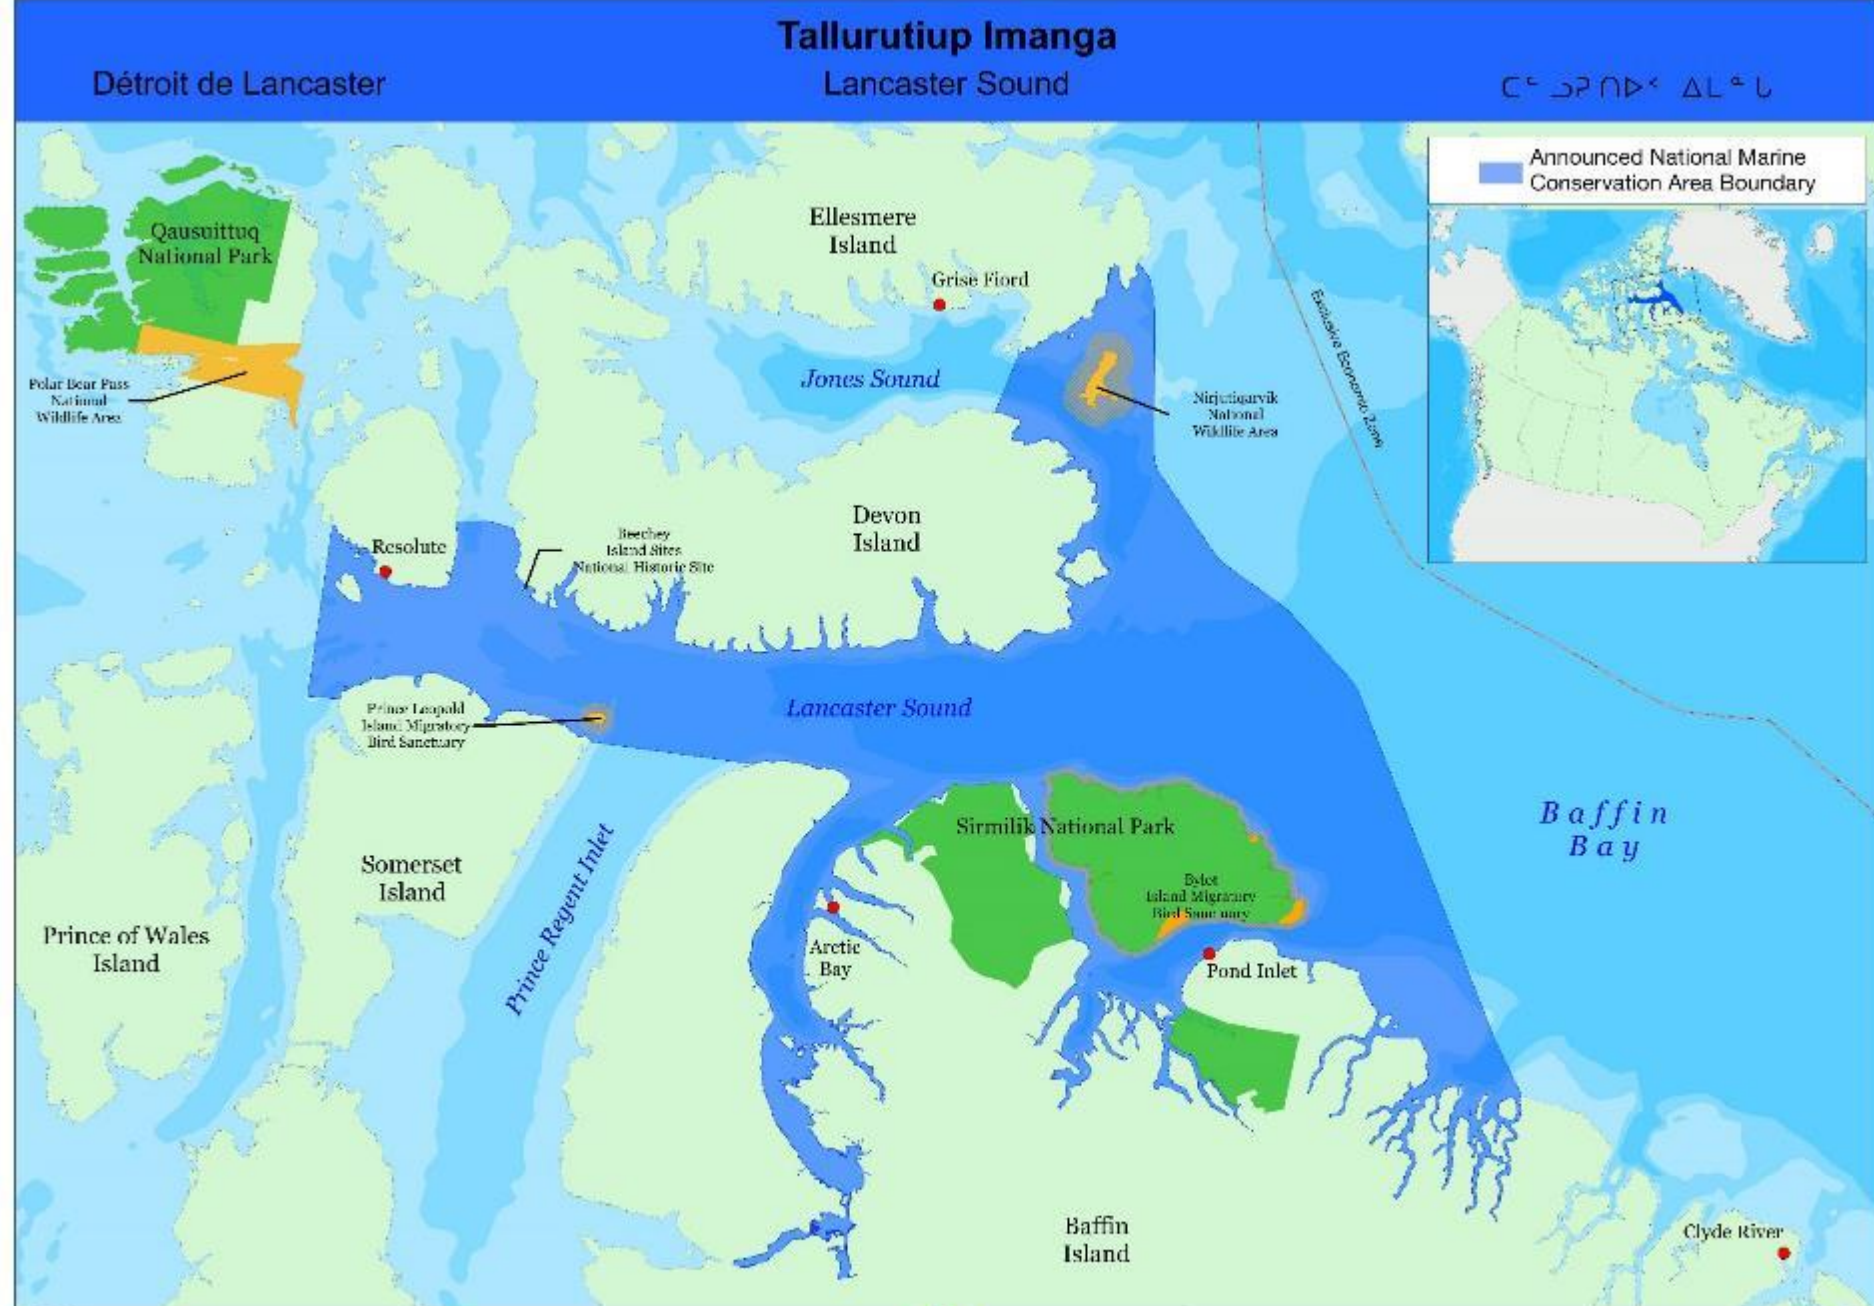 Tallurutiup Imanga
Détroit de Lancaster
Lancaster Sound
ᑕᓪᓗᕈᑎᐅᑉ ᐃᒪᓐᒐ
Announced National Marine
Conservation Area Boundary
Qausuittuq
National Park
Ellesmere
Island
Grise Fiord
Exclusive Economic Zone
Polar Bear Pass
National
Wildlife Area
Jones Sound
Nirjutiqarvik
National
Wildlife Area
Devon
Island
Resolute
Beechey
Island Sites
National Historic Site
Prince Leopold
Island Migratory
Bird Sanctuary
Lancaster Sound
Baffin
Bay
Sirmilik National Park
Bylot
Island Migratory
Bird Sanctuary
Somerset
Island
Prince Regent Inlet
Prince of Wales
Island
Arctic
Bay
Pond Inlet
Baffin
Island
Clyde River